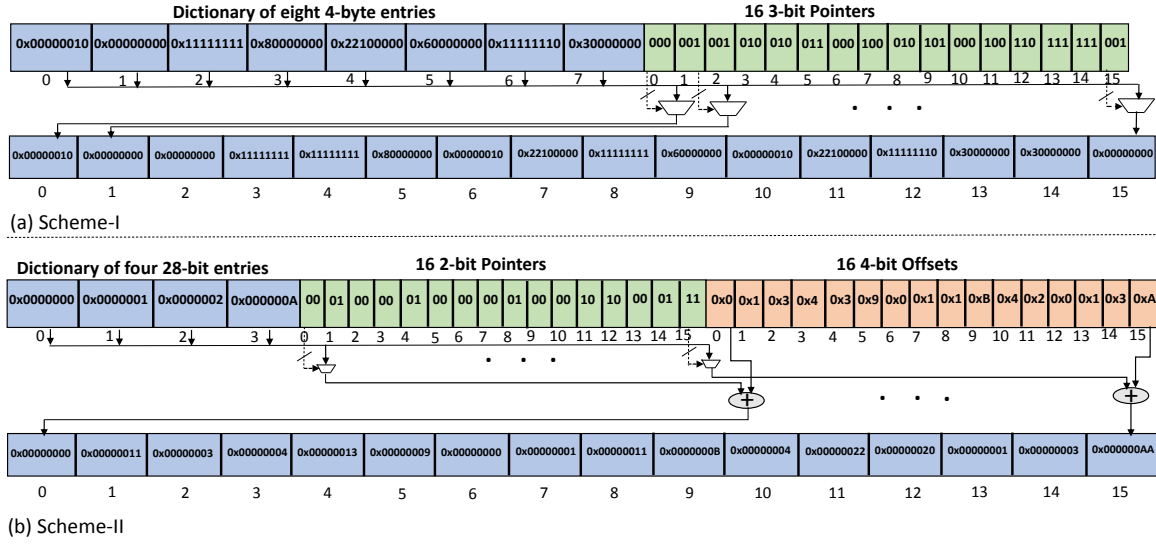 Dictionary of eight 4-byte entries 16 3-bit Pointers
0x00000010 0x00000000 0x11111111 0x80000000 0x22100000 0x60000000 0x11111110 0x30000000 000 001 001 010 010 011 000 100 010 101 000 100 110 111 111 001
0 1 2 3 4 5 6 7 0 1 2 3 4 5 6 7 8 9 10 11 12 13 14 15
. . .
0x00000010 0x00000000 0x00000000 0x11111111 0x11111111 0x80000000 0x00000010 0x22100000 0x11111111 0x60000000 0x00000010 0x22100000 0x11111110 0x30000000 0x30000000 0x00000000
0 1 2 3 4 5 6 7 8 9 10 11 12 13 14 15
(a) Scheme-I
Dictionary of four 28-bit entries 16 2-bit Pointers 16 4-bit Offsets
0x0000000 0x0000001 0x0000002 0x000000A 00 01 00 00 01 00 00 00 01 00 00 10 10 00 01 11 0x0 0x1 0x3 0x4 0x3 0x9 0x0 0x1 0x1 0xB 0x4 0x2 0x0 0x1 0x3 0xA
0 1 2 3 0 1 2 3 4 5 6 7 8 9 10 11 12 13 14 15 0 1 2 3 4 5 6 7 8 9 10 11 12 13 14 15
. . .
+ . . . +
0x00000000 0x00000011 0x00000003 0x00000004 0x00000013 0x00000009 0x00000000 0x00000001 0x00000011 0x0000000B 0x00000004 0x00000022 0x00000020 0x00000001 0x00000003 0x000000AA
0 1 2 3 4 5 6 7 8 9 10 11 12 13 14 15
(b) Scheme-II